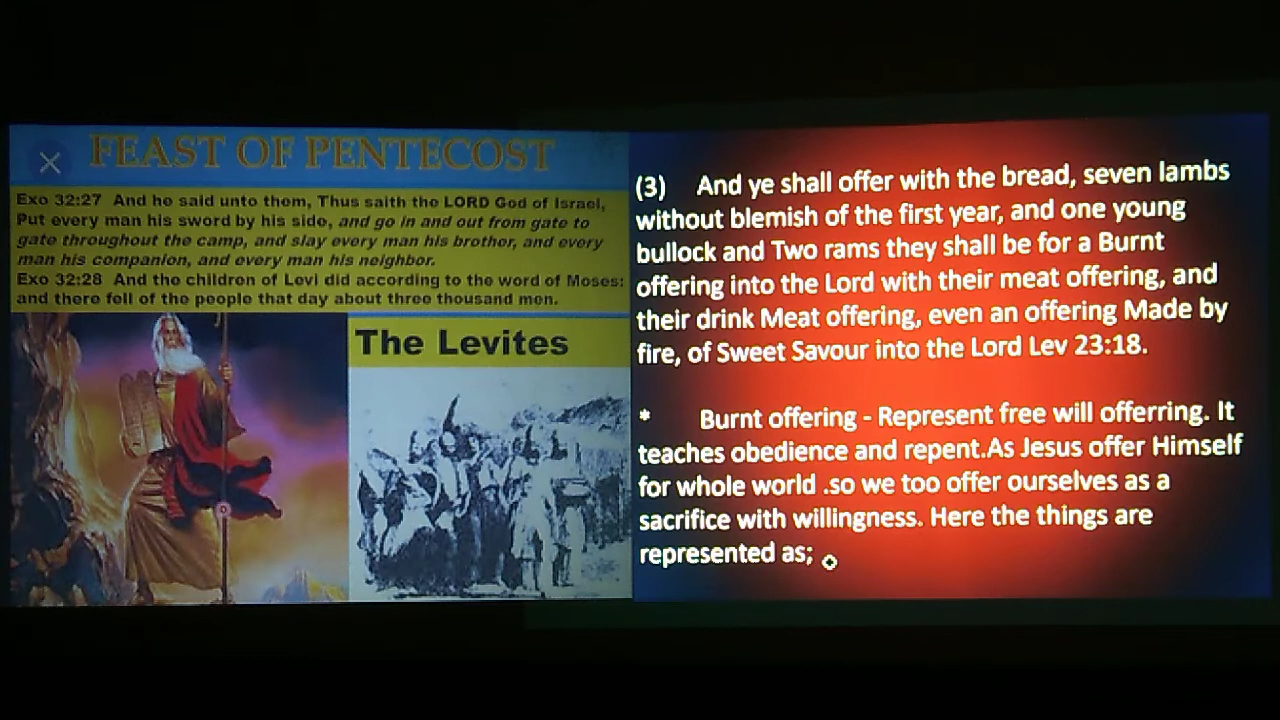 FEAST OF PENTECOST
Exo 32:27 And he said unto them, Thus saith the LORD God of Israel,
Put every man his sword by his side, and go in and out from gate to
gate throughout the camp, and slay every man his brother, and every
man his companion, and every man his neighbor.
Exo 32:28 And the children of Levi did according to the word of Moses:
and there fell of the people that day about three thousand men.
The Levites
(3) And ye shall offer with the bread, seven lambs
without blemish of the first year, and one young
bullock and Two rams they shall be for a Burnt
offering into the Lord with their meat offering, and
their drink Meat offering, even an offering Made by
fire, of Sweet Savour into the Lord Lev 23:18.
* Burnt offering - Represent free will offerring. It
teaches obedience and repent.As Jesus offer Himself
for whole world .so we too offer ourselves as a
sacrifice with willingness. Here the things are
represented as;